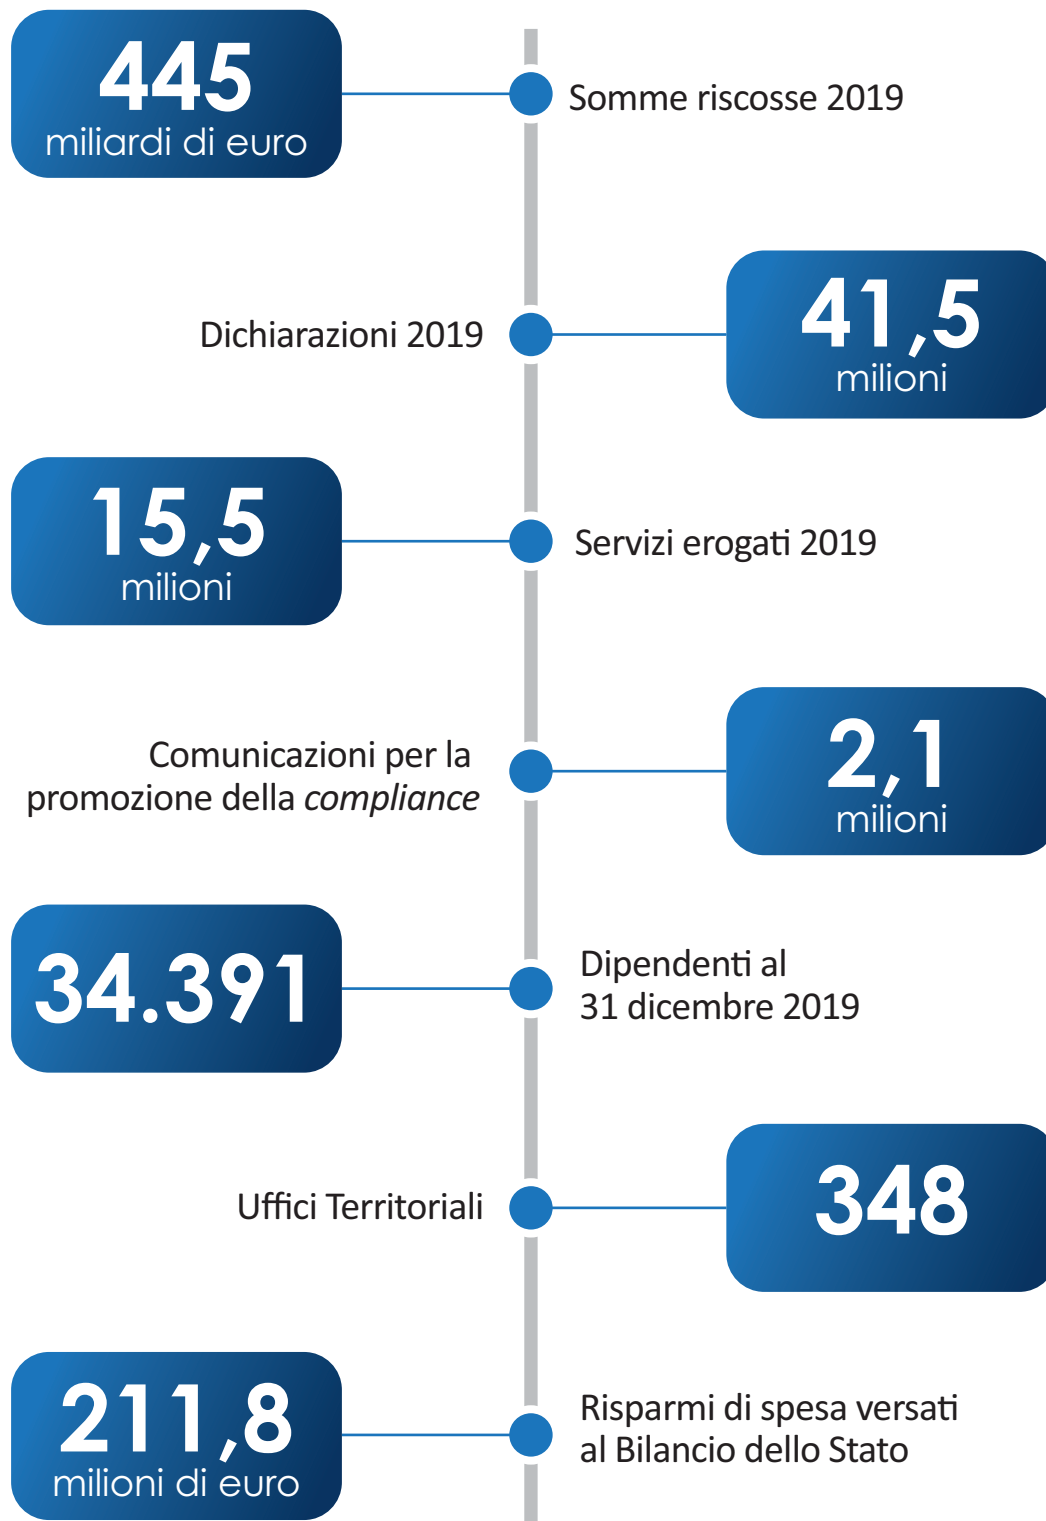 445
miliardi di euro
Somme riscosse 2019
Dichiarazioni 2019
41,5
milioni
15,5
milioni
Servizi erogati 2019
Comunicazioni per la
promozione della compliance
2,1
milioni
34.391
Dipendenti al
31 dicembre 2019
Uffici Territoriali
348
211,8
milioni di euro
Risparmi di spesa versati
al Bilancio dello Stato